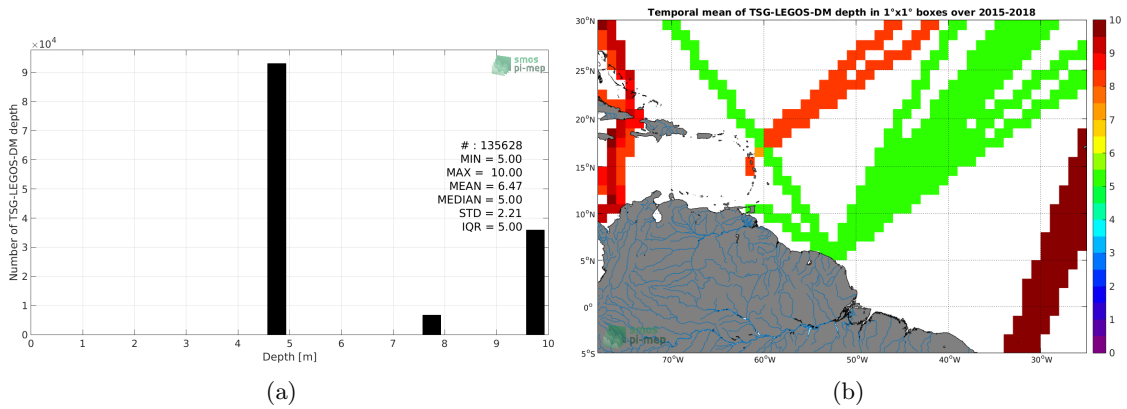 ×10⁴
9
8
7
6
5
4
3
2
1
0
Number of TSG-LEGOS-DM depth
smos
pi-mep
# : 135628
MIN = 5.00
MAX = 10.00
MEAN = 6.47
MEDIAN = 5.00
STD = 2.21
IQR = 5.00
0 1 2 3 4 5 6 7 8 9 10
Depth [m]
(a)
Temporal mean of TSG-LEGOS-DM depth in 1°x1° boxes over 2015-2018
30°N
25°N
20°N
15°N
10°N
5°N
0°
5°S
smos
pi-mep
70°W 60°W 50°W 40°W 30°W
10
9
8
7
6
5
4
3
2
1
0
(b)